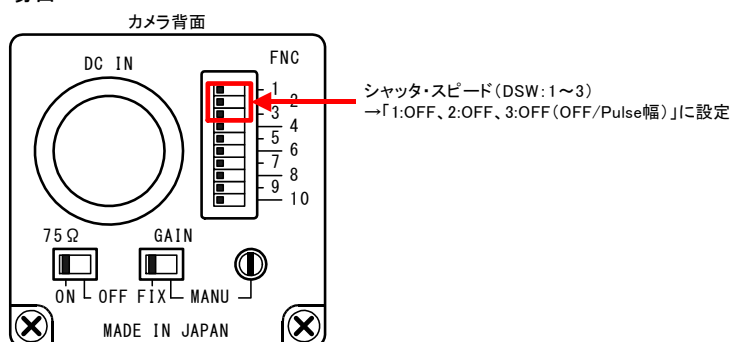 カメラ背面
DC IN
FNC
1
2
3
4
5
6
7
8
9
10
シャッタ・スピード(DSW:1～3)
→「1:OFF、2:OFF、3:OFF(OFF/Pulse幅)」に設定
75Ω
GAIN
ON
OFF
FIX
MANU
MADE IN JAPAN